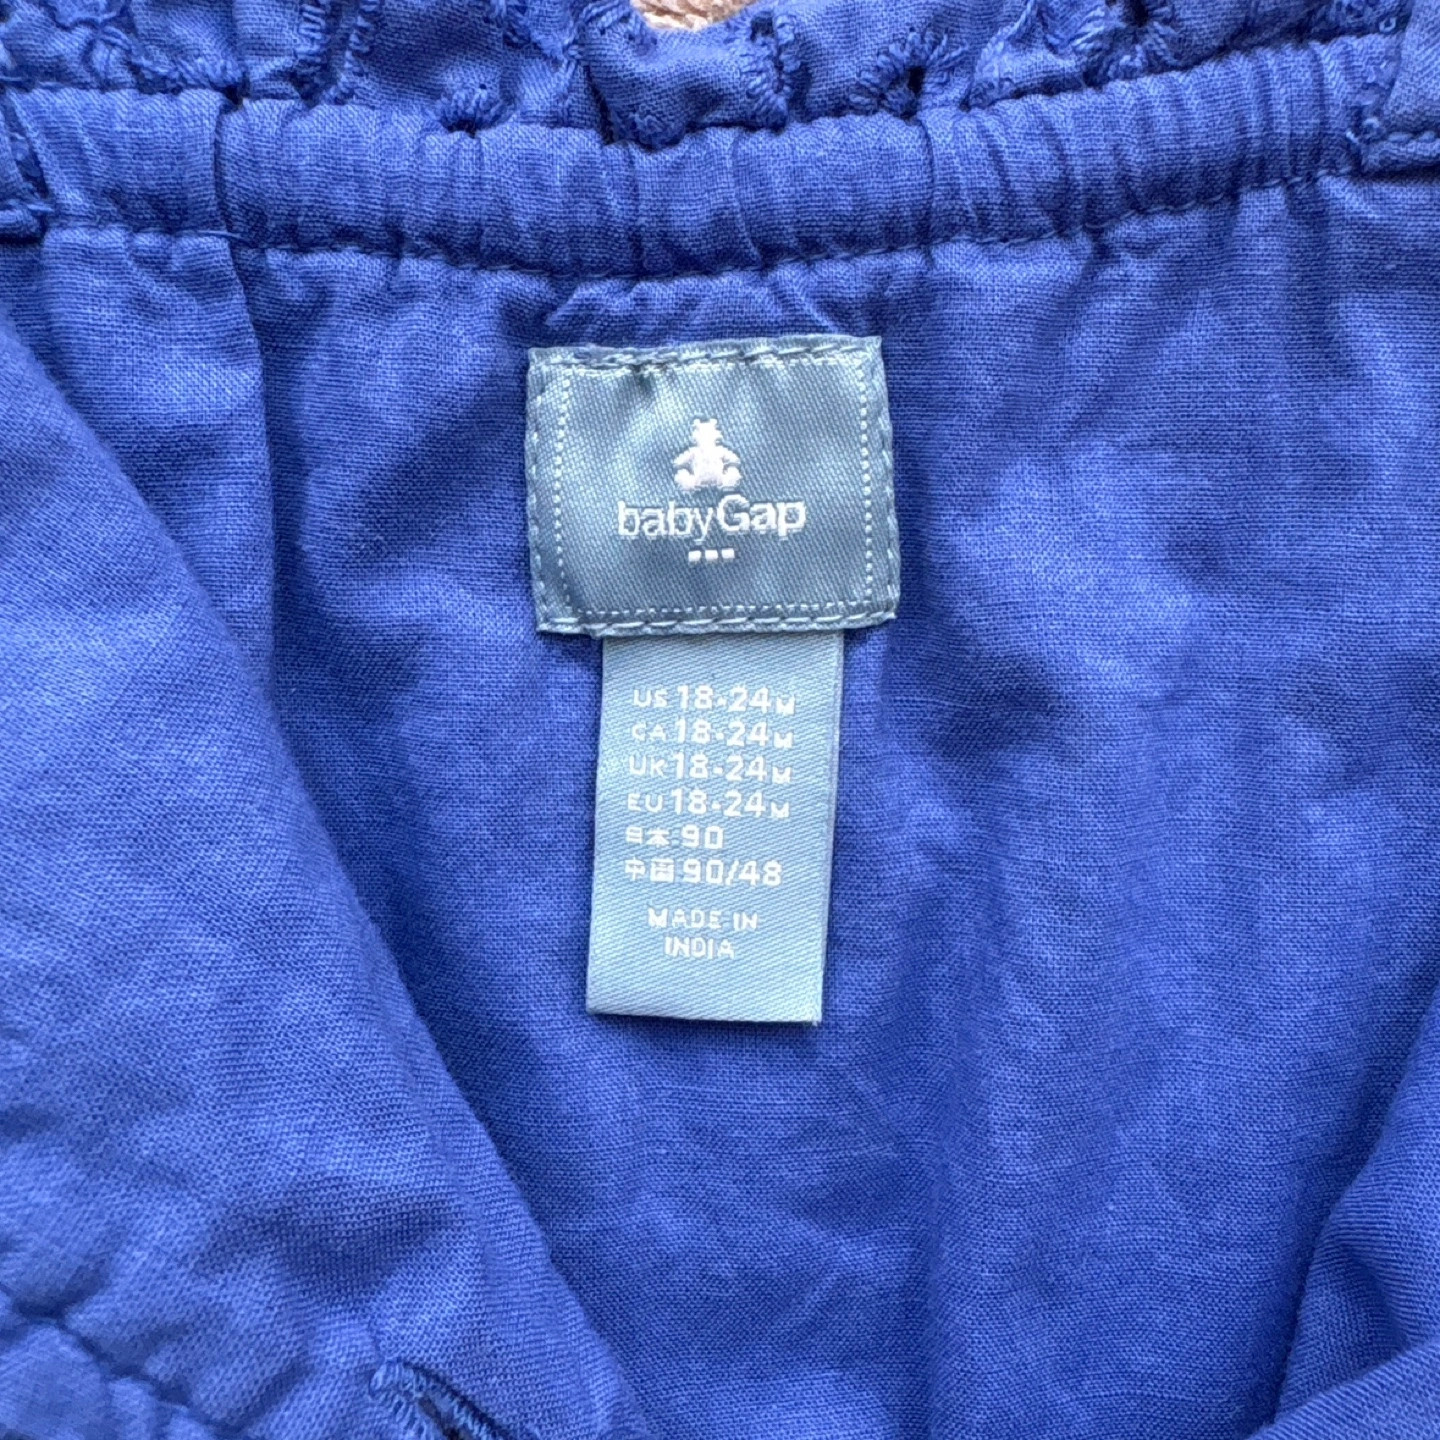 babyGap
US 18-24M
CA 18-24M
UK 18-24M
EU 18-24M
日本 90
中国 90/48
MADE IN
INDIA